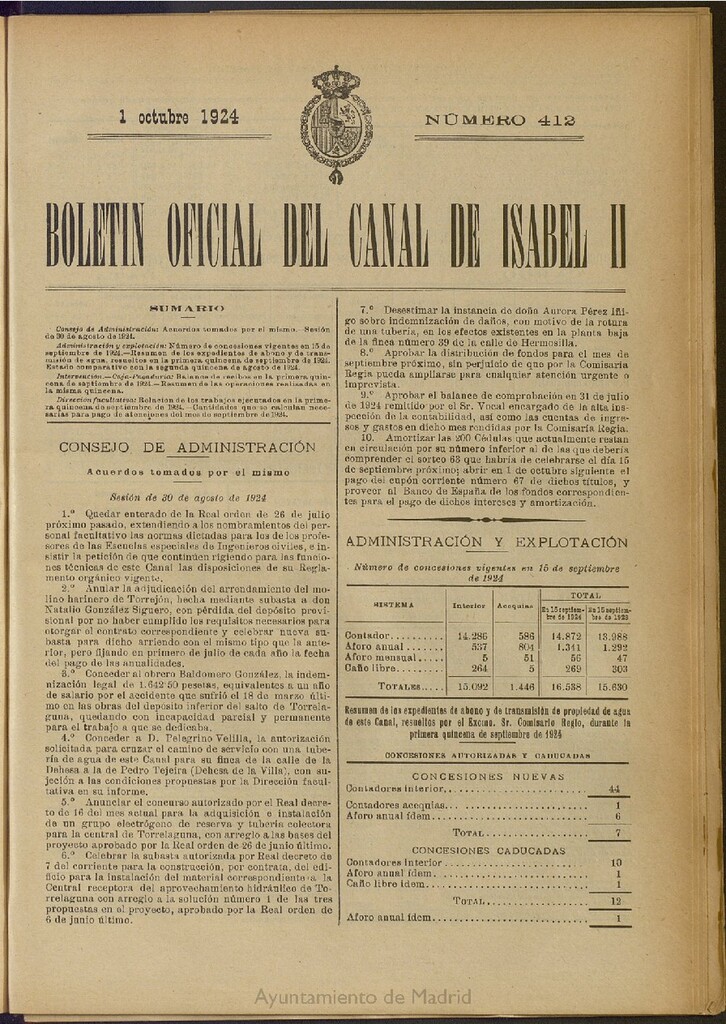 1 octubre 1924
NÚMERO 412
BOLETIN OFICIAL DEL CANAL DE ISABEL II
SUMARIO
Consejo de Administración: Acuerdos tomados por el mismo.—Sesión
de 30 de agosto de 1924.
Administración y explotación: Número de concesiones vigentes en 15 de
septiembre de 1924.—Resumen de los expedientes de abono y de trans-
misión de agua, resueltos en la primera quincena de septiembre de 1924.
Estado comparativo con la segunda quincena de agosto de 1924.
Intervención.—Caja-Pagaduría: Balance de recibos en la primera quin-
cena de septiembre de 1924.—Resumen de las operaciones realizadas en
la misma quincena.
Dirección facultativa: Relación de los trabajos ejecutados en la prime-
ra quincena de septiembre de 1924.—Cantidades que se calculan nece-
sarias para pago de atenciones del mes de septiembre de 1924.
CONSEJO DE ADMINISTRACIÓN
Acuerdos tomados por el mismo
Sesión de 30 de agosto de 1924
1.º Quedar enterado de la Real orden de 26 de julio
próximo pasado, extendiendo a los nombramientos del per-
sonal facultativo las normas dictadas para los de los profe-
sores de las Escuelas especiales de Ingenieros civiles, e in-
sistir la petición de que continúen rigiendo para las funcio-
nes técnicas de este Canal las disposiciones de su Regla-
mento orgánico vigente.
2.º Anular la adjudicación del arrendamiento del mo-
lino harinero de Torrejón, hecha mediante subasta a don
Natalio González Siguero, con pérdida del depósito provi-
sional por no haber cumplido los requisitos necesarios para
otorgar el contrato correspondiente y celebrar nueva su-
basta para dicho arriendo con el mismo tipo que la ante-
rior, pero fijando en primero de julio de cada año la fecha
del pago de las anualidades.
3.º Conceder al obrero Baldomero González, la indem-
nización legal de 1.642'50 pesetas, equivalentes a un año
de salario por el accidente que sufrió el 18 de marzo últi-
mo en las obras del depósito inferior del salto de Torrela-
guna, quedando con incapacidad parcial y permanente
para el trabajo a que se dedicaba.
4.º Conceder a D. Pelegrino Velilla, la autorización
solicitada para cruzar el camino de servicio con una tube-
ría de agua de este Canal para su finca de la calle de la
Dehesa a la de Pedro Tejeira (Dehesa de la Villa), con su-
jeción a las condiciones propuestas por la Dirección facul-
tativa en su informe.
5.º Anunciar el concurso autorizado por el Real decre-
to de 16 del mes actual para la adquisición e instalación
de un grupo electrógeno de reserva y tubería colectora
para la central de Torrelaguna, con arreglo a las bases del
proyecto aprobado por la Real orden de 26 de junio último.
6.º Celebrar la subasta autorizada por Real decreto de
7 del corriente para la construcción, por contrata, del edi-
ficio para la instalación del material correspondiente a la
Central receptora del aprovechamiento hidráulico de To-
rrelaguna con arreglo a la solución número 1 de las tres
propuestas en el proyecto, aprobado por la Real orden de
6 de junio último.
7.º Desestimar la instancia de doña Aurora Pérez Iñi-
go sobre indemnización de daños, con motivo de la rotura
de una tubería, en los efectos existentes en la planta baja
de la finca número 39 de la calle de Hermosilla.
8.º Aprobar la distribución de fondos para el mes de
septiembre próximo, sin perjuicio de que por la Comisaría
Regia pueda ampliarse para cualquier atención urgente o
imprevista.
9.º Aprobar el balance de comprobación en 31 de julio
de 1924 remitido por el Sr. Vocal encargado de la alta ins-
pección de la contabilidad, así como las cuentas de ingre-
sos y gastos en dicho mes rendidas por la Comisaría Regia.
10. Amortizar las 200 Cédulas que actualmente restan
en circulación por su número inferior al de las que debería
comprender el sorteo 63 que habría de celebrarse el día 15
de septiembre próximo; abrir en 1 de octubre siguiente el
pago del cupón corriente número 67 de dichos títulos, y
proveer al Banco de España de los fondos correspondien-
tes para el pago de dichos intereses y amortización.
ADMINISTRACIÓN Y EXPLOTACIÓN
Número de concesiones vigentes en 15 de septiembre
de 1924
SISTEMA Interior Acequias TOTAL
En 15 septiem-
bre de 1924 En 15 septiem-
bre de 1923
Contador.......... 14.286 586 14.872 13.988
Aforo anual....... 537 804 1.341 1.292
Aforo mensual..... 5 51 56 47
Caño libre........ 264 5 269 303
TOTALES..... 15.092 1.446 16.538 15.630
Resumen de los expedientes de abono y de transmisión de propiedad de agua
de este Canal, resueltos por el Excmo. Sr. Comisario Regio, durante la
primera quincena de septiembre de 1924
CONCESIONES AUTORIZADAS Y CADUCADAS
CONCESIONES NUEVAS
Contadores interior.......... 44
Contadores acequias.......... 1
Aforo anual ídem.......... 6
TOTAL.......... 7
CONCESIONES CADUCADAS
Contadores interior.......... 10
Aforo anual ídem.......... 1
Caño libre ídem.......... 1
TOTAL.......... 12
Aforo anual ídem.......... 1
Ayuntamiento de Madrid